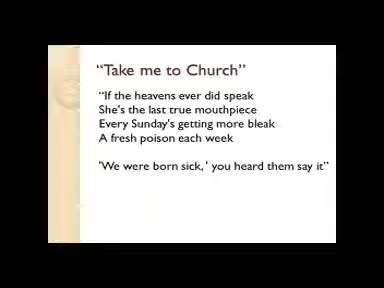 “Take me to Church”
“If the heavens ever did speak
She's the last true mouthpiece
Every Sunday's getting more bleak
A fresh poison each week
'We were born sick, ' you heard them say it”